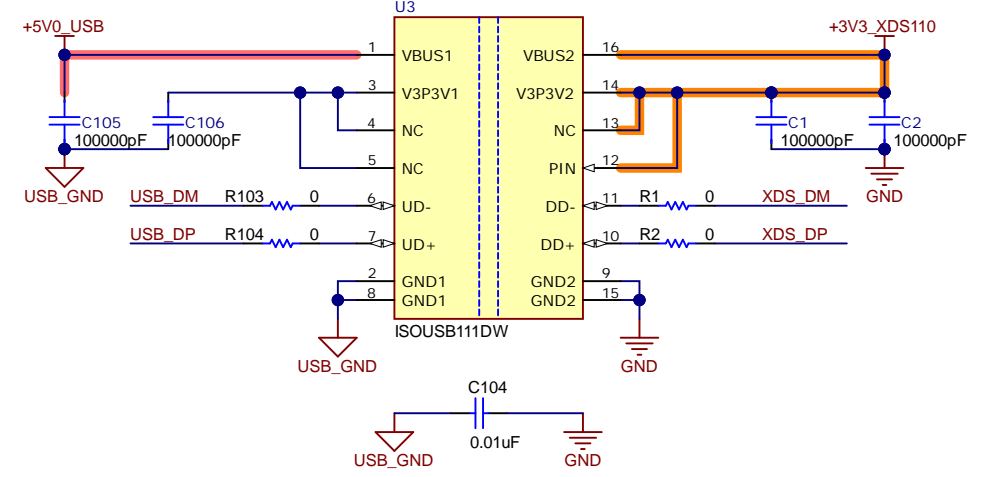 U3
+5V0_USB
+3V3_XDS110
1 VBUS1 VBUS2 16
3 V3P3V1 V3P3V2 14
C105 C106 4 NC NC 13 C1 C2
100000pF 100000pF 100000pF 100000pF
5 NC PIN 12
USB_GND GND
USB_DM R103 0 6 UD- DD- 11 R1 0 XDS_DM
USB_DP R104 0 7 UD+ DD+ 10 R2 0 XDS_DP
2 GND1 GND2 9
8 GND1 GND2 15
ISOUSB111DW
USB_GND GND
C104
0.01uF
USB_GND GND